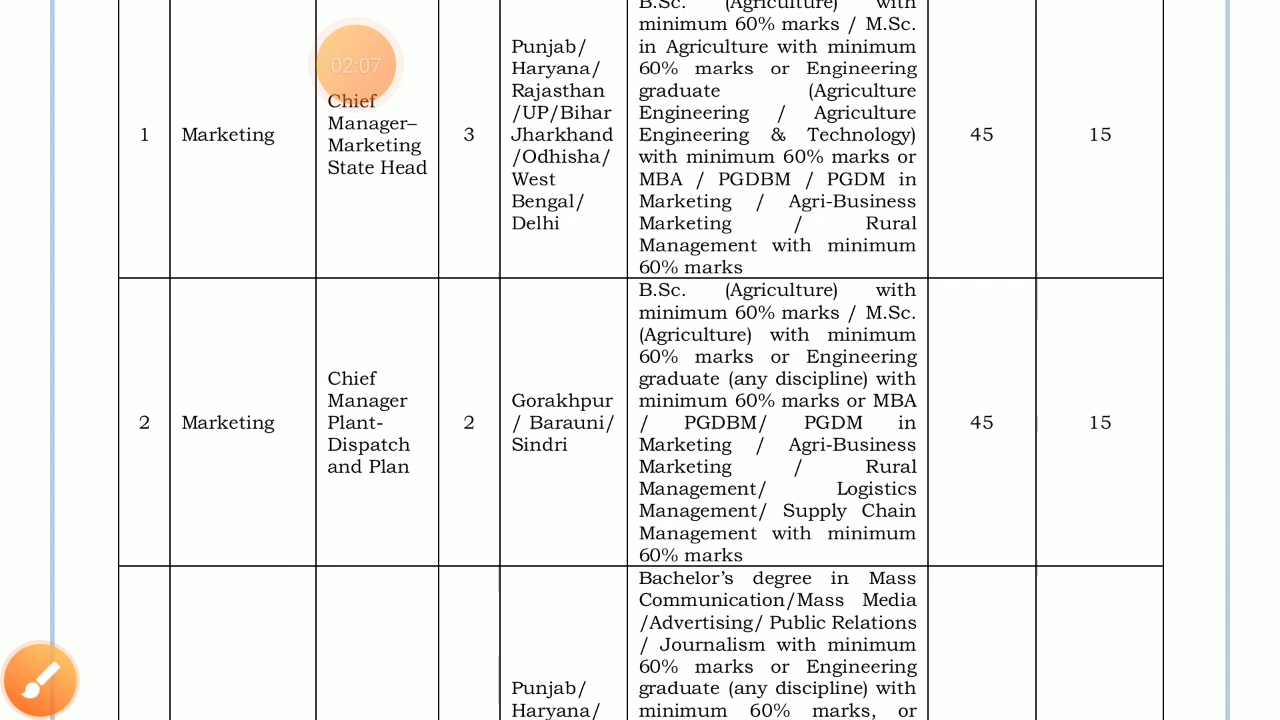 02:07
1
Marketing
Chief
Manager–
Marketing
State Head
3
Punjab/
Haryana/
Rajasthan
/UP/Bihar
Jharkhand
/Odhisha/
West
Bengal/
Delhi
B.Sc. (Agriculture) with
minimum 60% marks / M.Sc.
in Agriculture with minimum
60% marks or Engineering
graduate (Agriculture
Engineering / Agriculture
Engineering & Technology)
with minimum 60% marks or
MBA / PGDBM / PGDM in
Marketing / Agri-Business
Marketing / Rural
Management with minimum
60% marks
45
15
2
Marketing
Chief
Manager
Plant-
Dispatch
and Plan
2
Gorakhpur
/ Barauni/
Sindri
B.Sc. (Agriculture) with
minimum 60% marks / M.Sc.
(Agriculture) with minimum
60% marks or Engineering
graduate (any discipline) with
minimum 60% marks or MBA
/ PGDBM/ PGDM in
Marketing / Agri-Business
Marketing / Rural
Management/ Logistics
Management/ Supply Chain
Management with minimum
60% marks
45
15
Punjab/
Haryana/
Bachelor’s degree in Mass
Communication/Mass Media
/Advertising/ Public Relations
/ Journalism with minimum
60% marks or Engineering
graduate (any discipline) with
minimum 60% marks, or